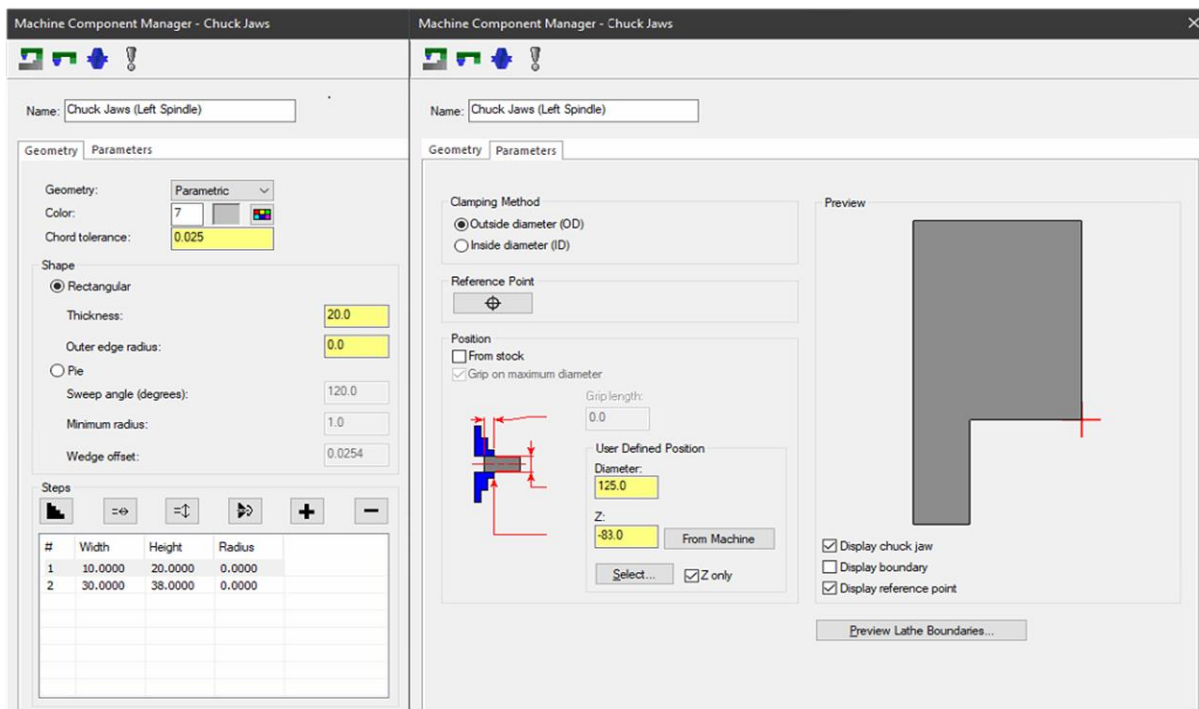 Machine Component Manager - Chuck Jaws
Name: Chuck Jaws (Left Spindle)
Geometry Parameters
Geometry: Parametric
Color: 7
Chord tolerance: 0.025
Shape
Rectangular
Thickness: 20.0
Outer edge radius: 0.0
Pie
Sweep angle (degrees): 120.0
Minimum radius: 1.0
Wedge offset: 0.0254
Steps
# Width Height Radius
1 10.0000 20.0000 0.0000
2 30.0000 38.0000 0.0000
Machine Component Manager - Chuck Jaws
Name: Chuck Jaws (Left Spindle)
Geometry Parameters
Clamping Method
Outside diameter (OD)
Inside diameter (ID)
Reference Point
Position
From stock
Grip on maximum diameter
Grip length:
0.0
User Defined Position
Diameter:
125.0
Z:
-83.0 From Machine
Select... Z only
Preview
Display chuck jaw
Display boundary
Display reference point
Preview Lathe Boundaries...